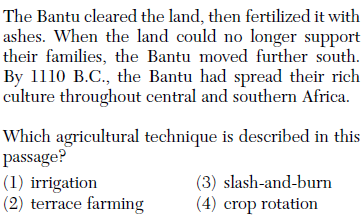 The Bantu cleared the land, then fertilized it with
ashes. When the land could no longer support
their families, the Bantu moved further south.
By 1110 B.C., the Bantu had spread their rich
culture throughout central and southern Africa.
Which agricultural technique is described in this
passage?
(1) irrigation (3) slash-and-burn
(2) terrace farming (4) crop rotation